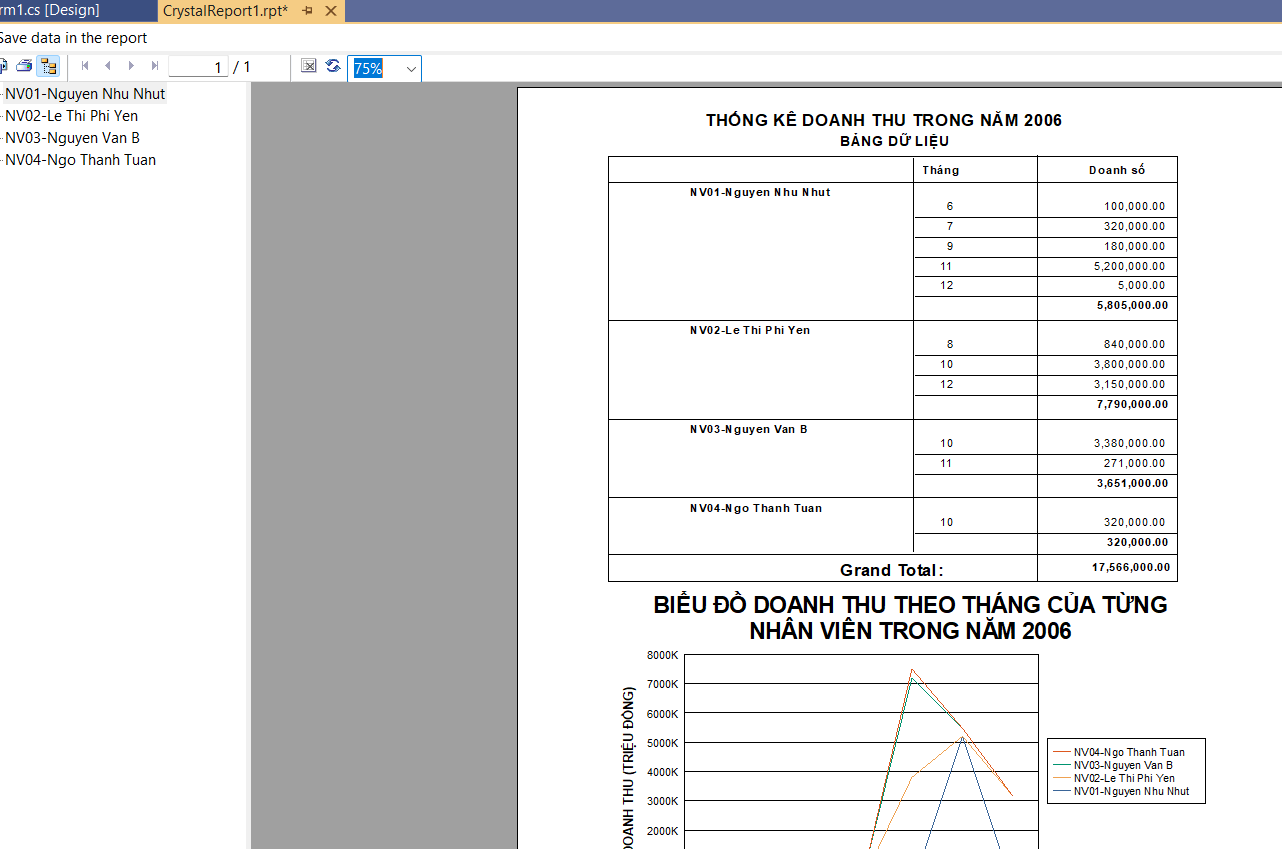 rm1.cs [Design] CrystalReport1.rpt*
Save data in the report
1 / 1 75%
NV01-Nguyen Nhu Nhut
NV02-Le Thi Phi Yen
NV03-Nguyen Van B
NV04-Ngo Thanh Tuan
THỐNG KÊ DOANH THU TRONG NĂM 2006
BẢNG DỮ LIỆU
Tháng Doanh số
NV01-Nguyen Nhu Nhut
6 100,000.00
7 320,000.00
9 180,000.00
11 5,200,000.00
12 5,000.00
5,805,000.00
NV02-Le Thi Phi Yen
8 840,000.00
10 3,800,000.00
12 3,150,000.00
7,790,000.00
NV03-Nguyen Van B
10 3,380,000.00
11 271,000.00
3,651,000.00
NV04-Ngo Thanh Tuan
10 320,000.00
320,000.00
Grand Total: 17,566,000.00
BIỂU ĐỒ DOANH THU THEO THÁNG CỦA TỪNG
NHÂN VIÊN TRONG NĂM 2006
8000K
7000K
6000K
5000K
4000K
3000K
2000K
DOANH THU (TRIỆU ĐỒNG)
NV04-Ngo Thanh Tuan
NV03-Nguyen Van B
NV02-Le Thi Phi Yen
NV01-Nguyen Nhu Nhut